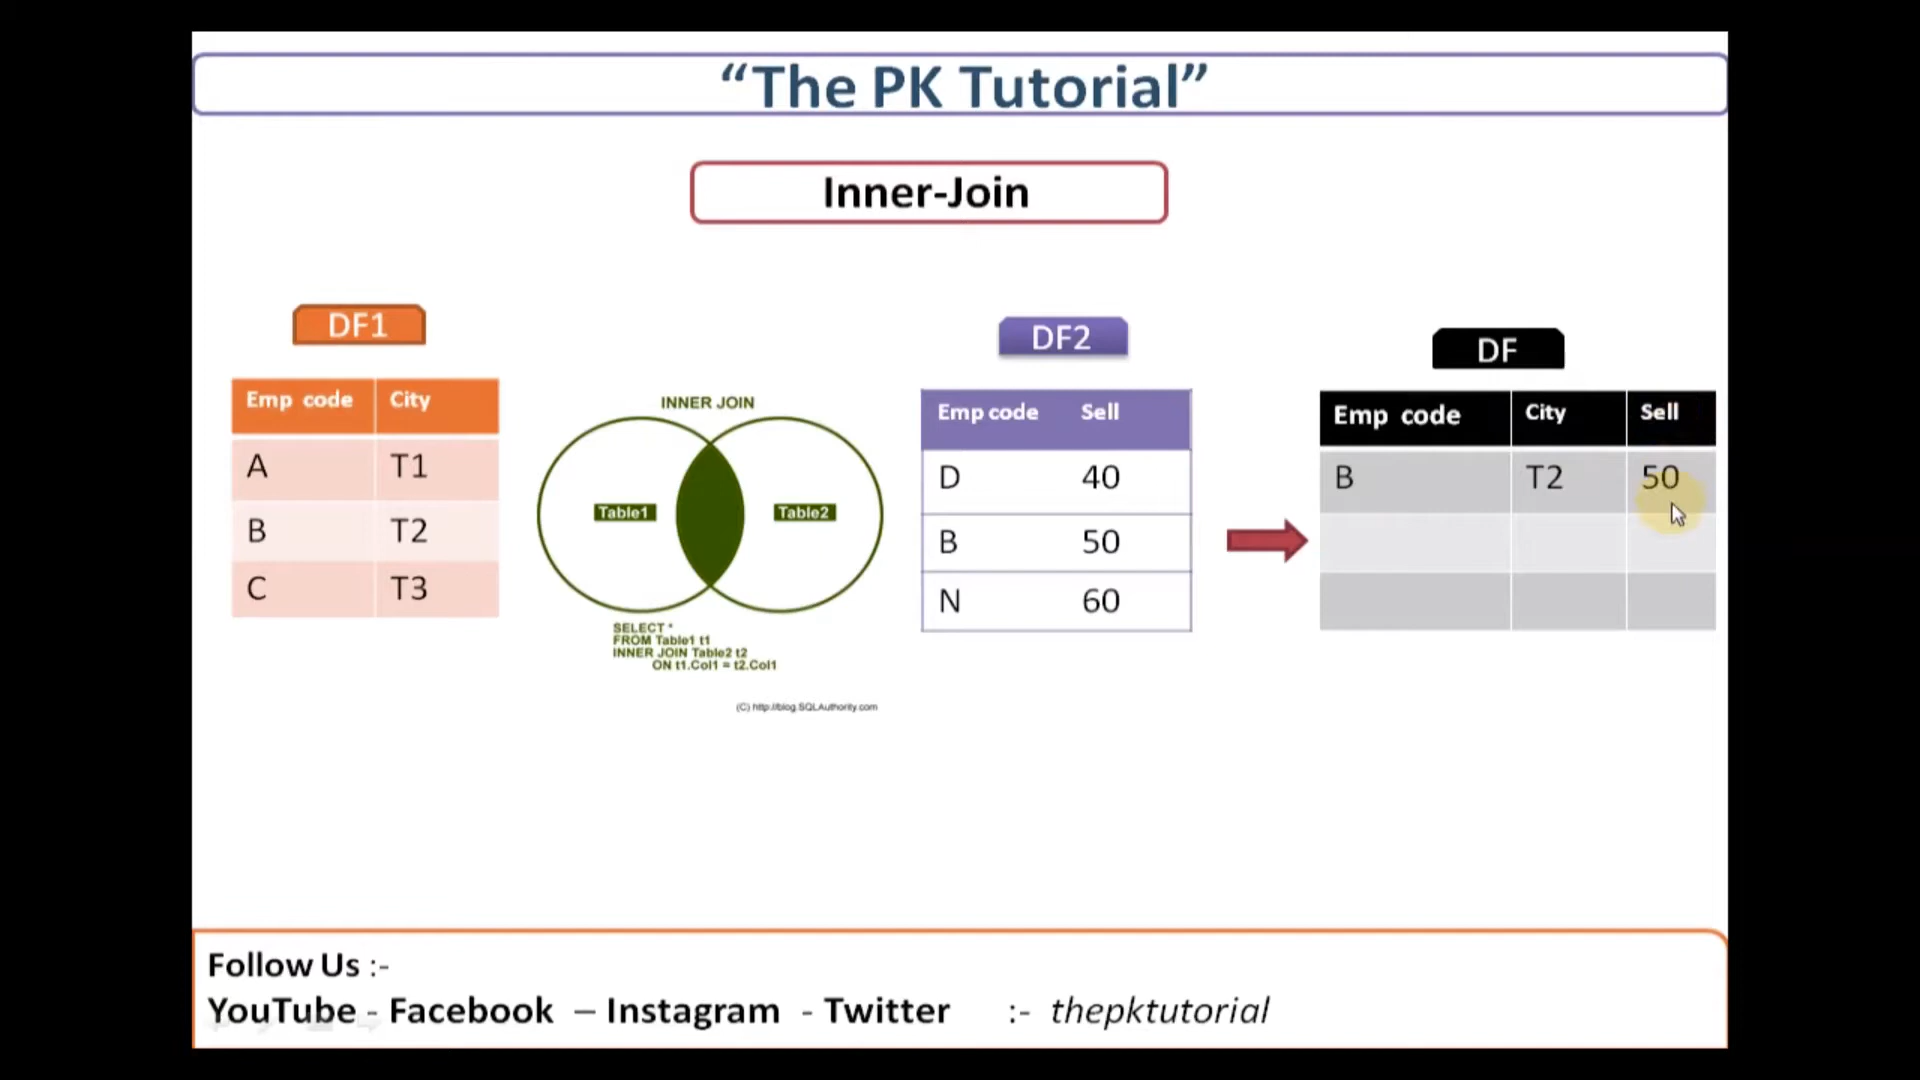 “The PK Tutorial”
Inner-Join
DF1
Emp code City
A T1
B T2
C T3
INNER JOIN
Table1
Table2
SELECT *
FROM Table1 t1
INNER JOIN Table2 t2
ON t1.Col1 = t2.Col1
(C) http://blog.SQLAuthority.com
DF2
Emp code Sell
D 40
B 50
N 60
DF
Emp code City Sell
B T2 50
Follow Us :-
YouTube - Facebook – Instagram - Twitter :- thepktutorial